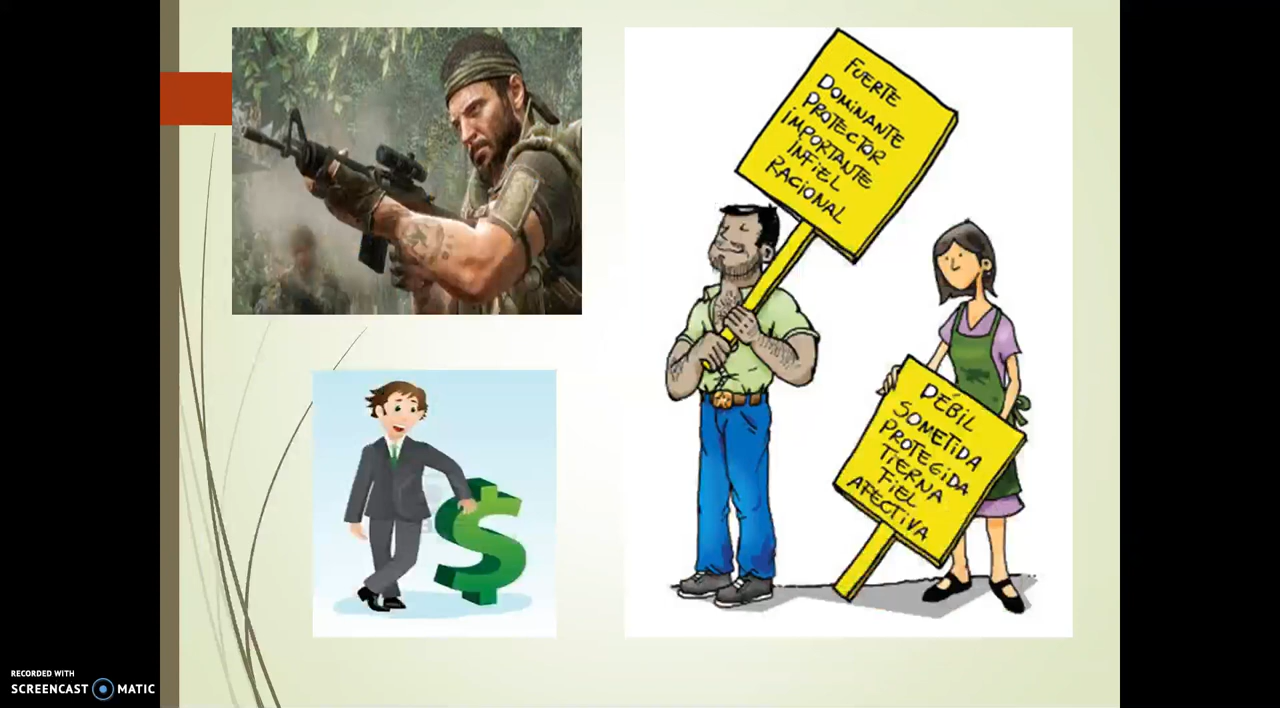 FUERTE
DOMINANTE
PROTECTOR
IMPORTANTE
INFIEL
RACIONAL
DÉBIL
SOMETIDA
PROTEGIDA
TIERNA
FIEL
AFECTIVA
RECORDED WITH
SCREENCAST MATIC